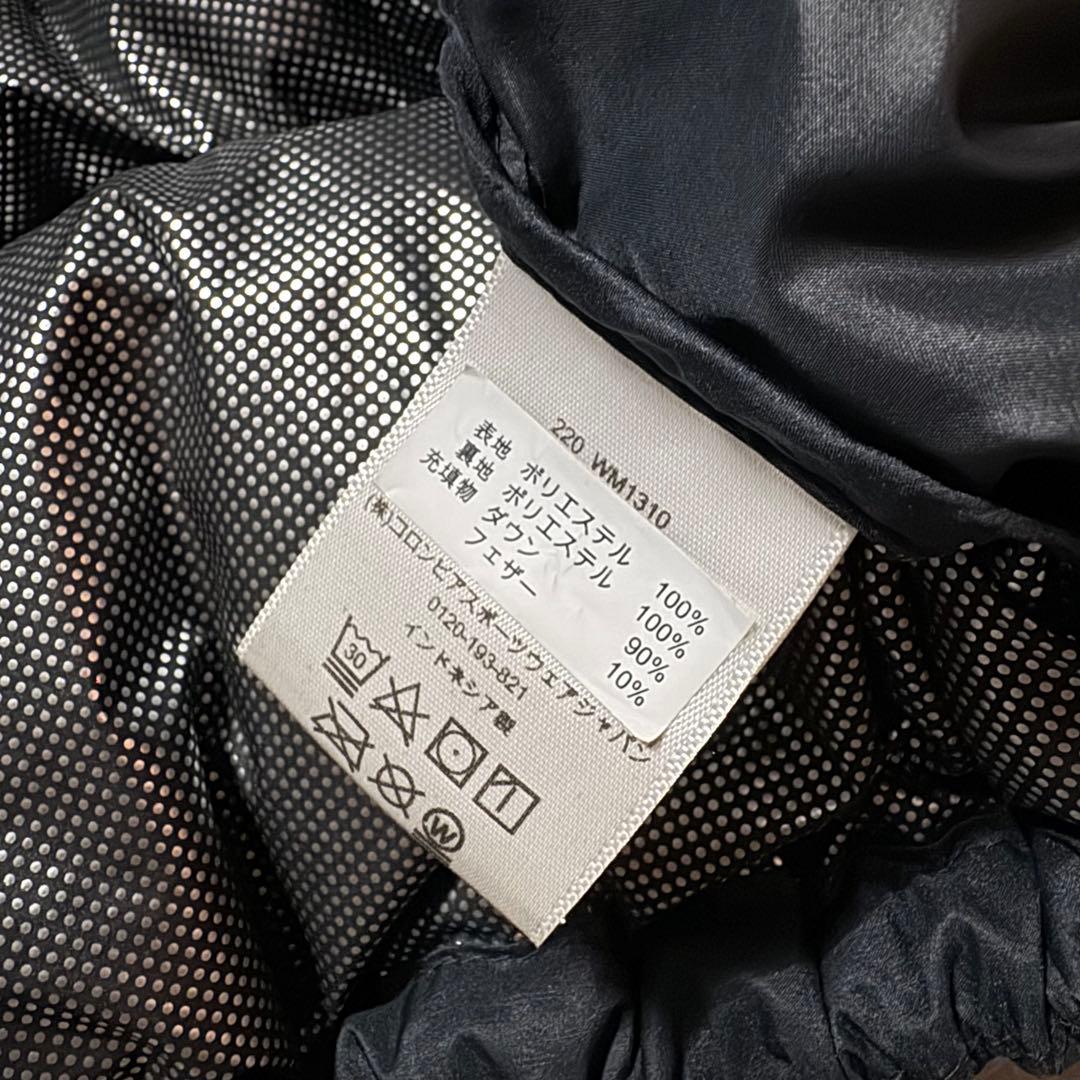 220 WM1310
表地 ポリエステル 100%
裏地 ポリエステル 100%
充填物 ダウン 90%
フェザー 10%
(株)コロンビアスポーツウェアジャパン
0120-193-821
インドネシア製
30
W